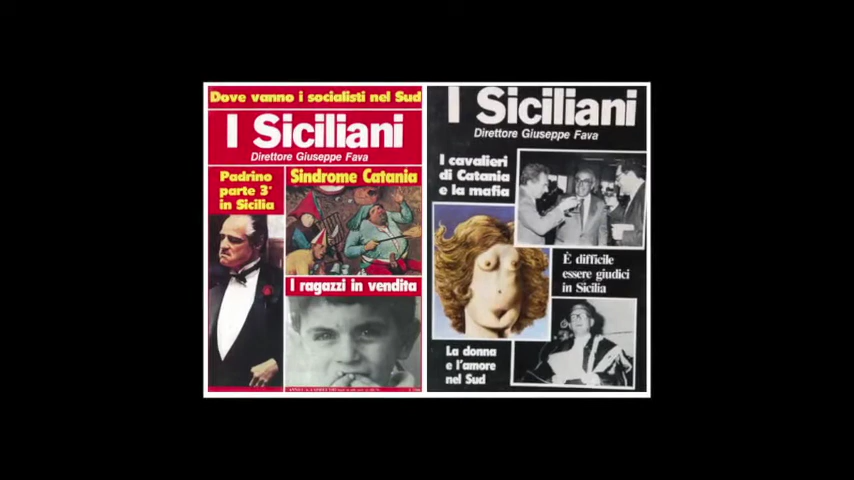 Dove vanno i socialisti nel Sud
I Siciliani
Direttore Giuseppe Fava
Padrino
parte 3ª
in Sicilia
Sindrome Catania
I ragazzi in vendita
I Siciliani
Direttore Giuseppe Fava
I cavalieri
di Catania
e la mafia
È difficile
essere giudici
in Sicilia
La donna
e l'amore
nel Sud